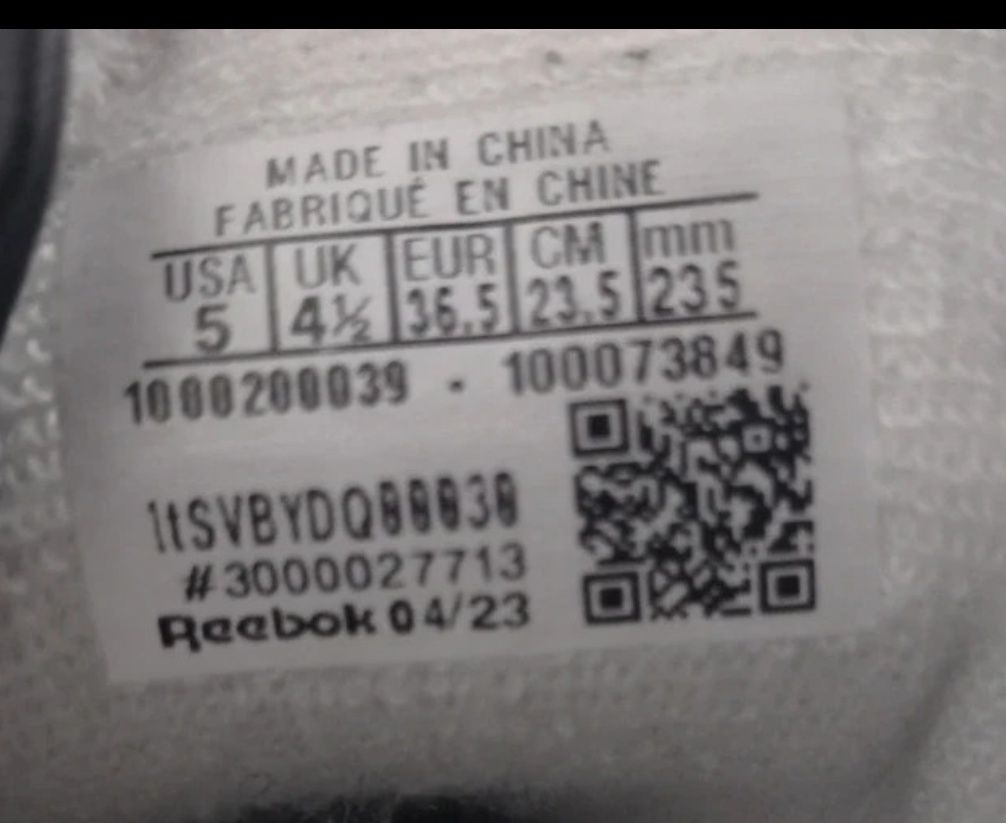 MADE IN CHINA
FABRIQUÉ EN CHINE
USA UK EUR CM mm
5 4½ 36.5 23.5 235
1000200039 - 100073849
#3000027713
Reebok 04/23